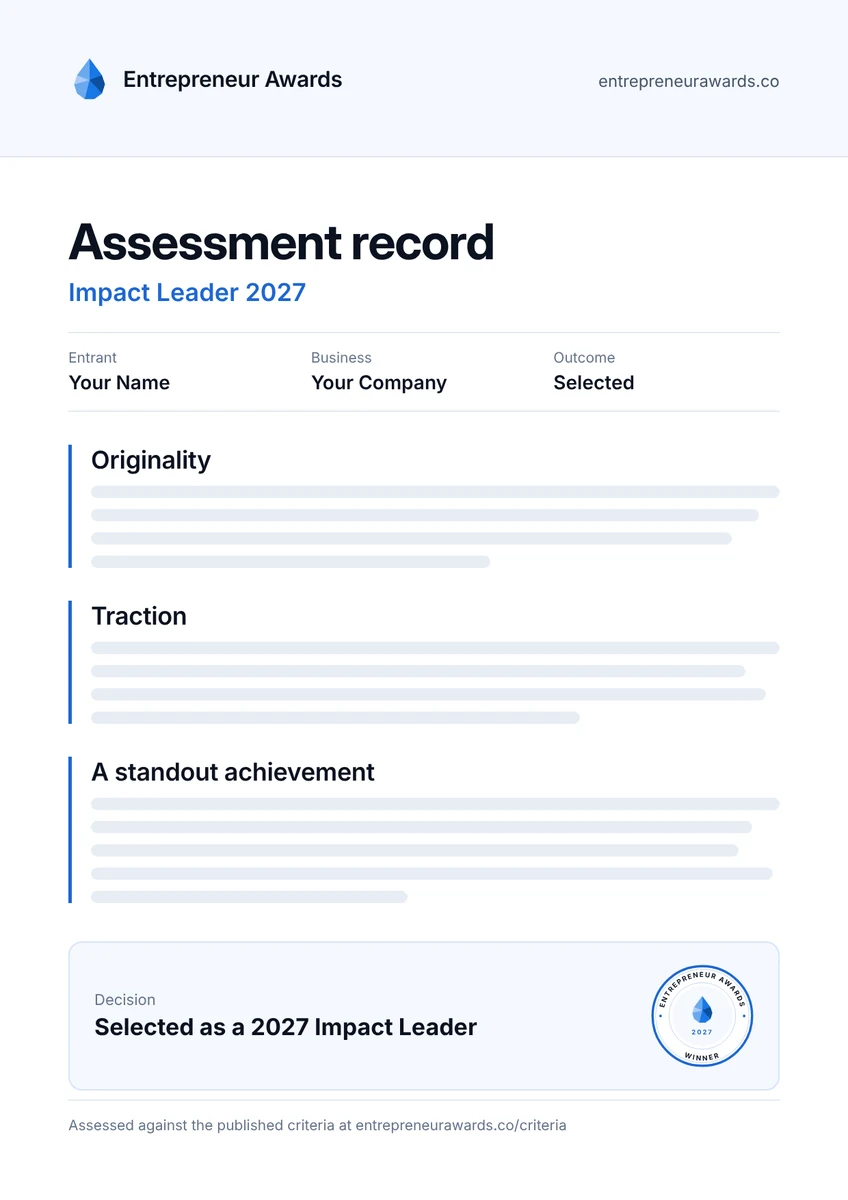 Entrepreneur Awards
entrepreneurawards.co
Assessment record
Impact Leader 2027
Entrant
Business
Outcome
Your Name
Your Company
Selected
Originality
Traction
A standout achievement
Decision
Selected as a 2027 Impact Leader
ENTREPRENEUR AWARDS
2027
WINNER
Assessed against the published criteria at entrepreneurawards.co/criteria